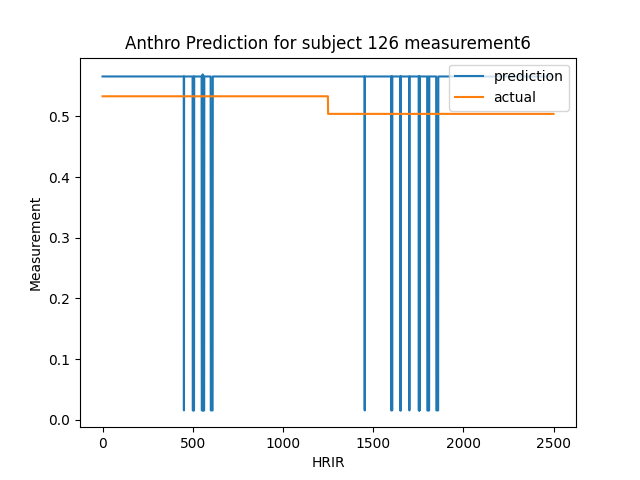 Anthro Prediction for subject 126 measurement6
prediction
actual
0.5
0.4
0.3
0.2
0.1
0.0
Measurement
0 500 1000 1500 2000 2500
HRIR